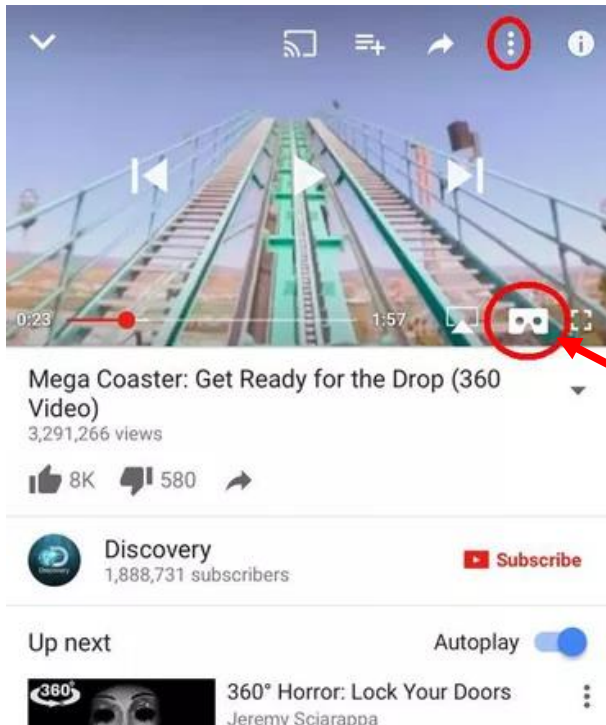 0:23
1:57
Mega Coaster: Get Ready for the Drop (360
Video)
3,291,266 views
8K 580
Discovery
1,888,731 subscribers
Subscribe
Up next Autoplay
360°
360° Horror: Lock Your Doors
Jeremy Sciarappa